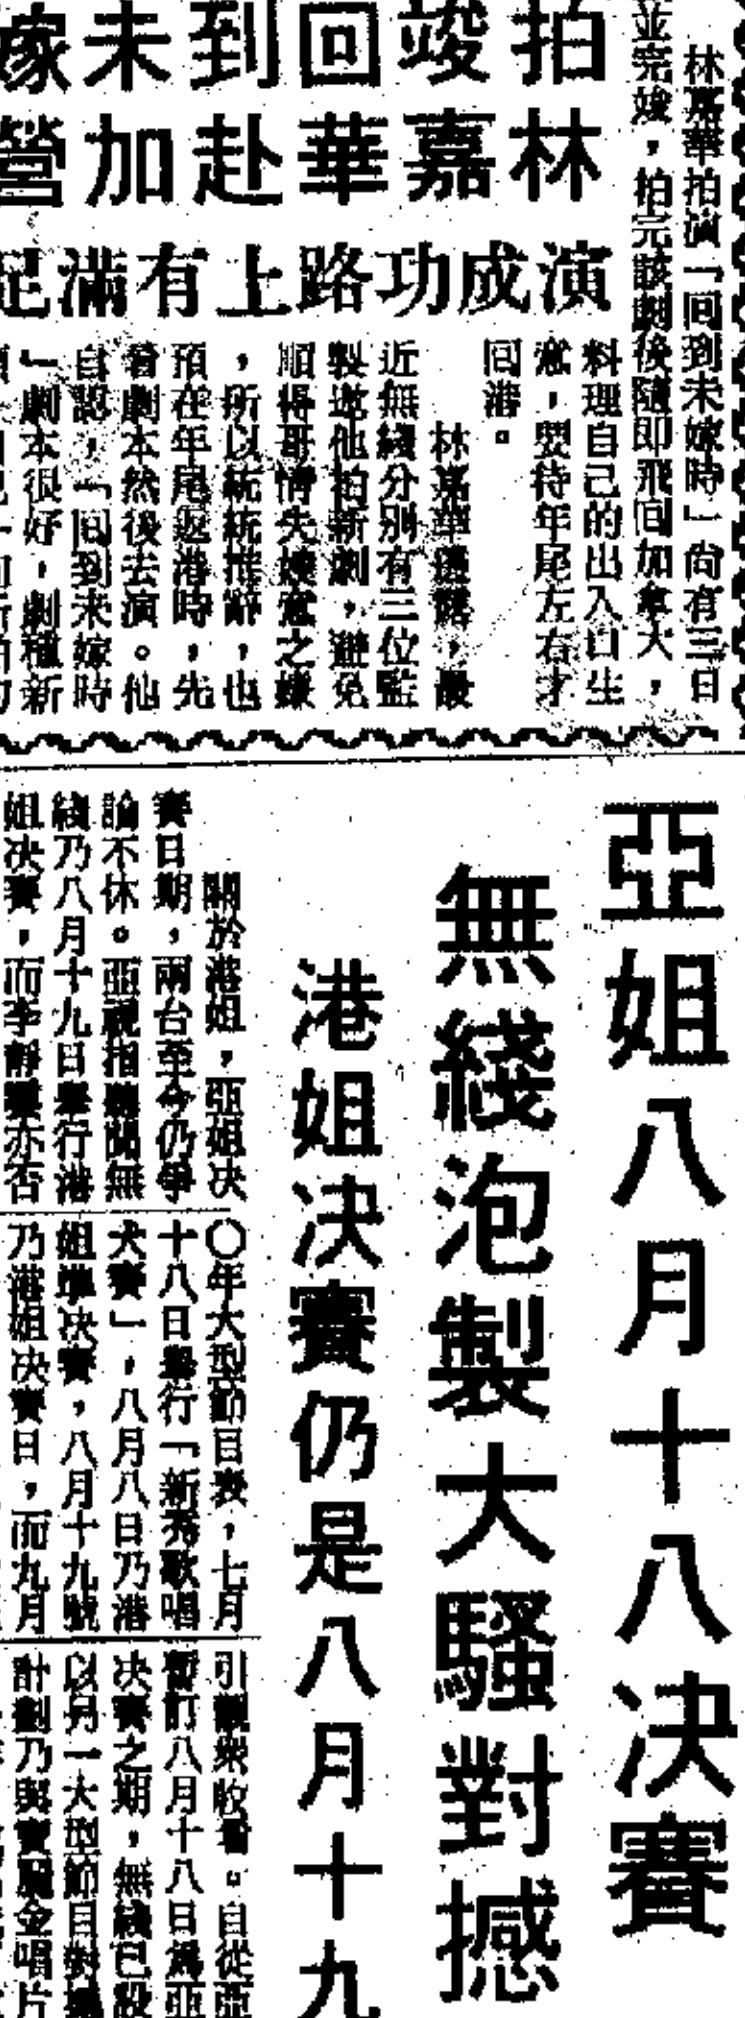 拍竣回到未嫁
林嘉華赴加
演成功路上有滿足
林嘉華拍演「回到未嫁時」尚有三日
並完竣，拍完該劇後隨即飛回加拿大，
料理自己的出入口生
意，要待年尾左右才
回港。
林嘉華透露，最
近無綫分別有三位監
製邀他拍新劇，避免
順得哥情失嫂意之嫌
，所以統統推辭，也
預在年尾返港時，先
看劇本然後去演。他
自認，「回到未嫁時
」劇本很好，劇種新
亞姐八月十八決賽
無綫泡製大騷對撼
港姐決賽仍是八月十九
關於港姐，亞姐決
賽日期，兩台至今仍爭
論不休。亞視指聽聞無
綫乃八月十九日舉行港
姐決賽，而李靜雯亦否
〇年大型節目表，七月
十八日舉行「新秀歌唱
大賽」，八月八日乃港
姐準決賽，八月十九號
乃港姐決賽日，而九月
引觀衆收看。自從亞
暫訂八月十八日爲亞
決賽之期，無綫已設
以另一大型節目對撼
計劃乃與寶麗金唱片